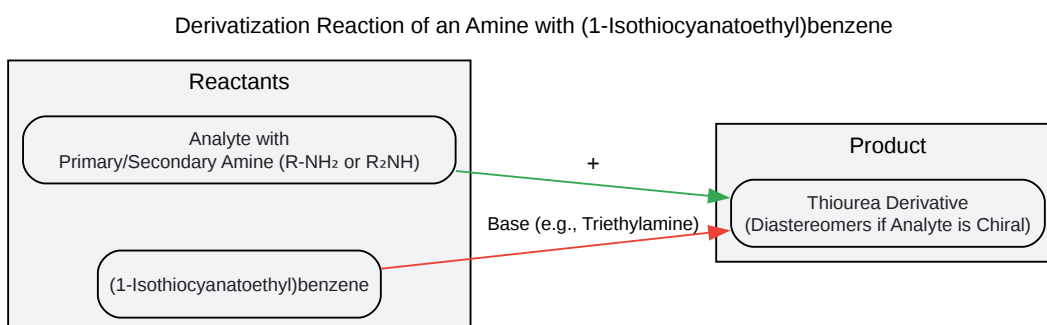 Derivatization Reaction of an Amine with (1-Isothiocyanatoethyl)benzene
Reactants
Analyte with
Primary/Secondary Amine (R-NH₂ or R₂NH)
(1-Isothiocyanatoethyl)benzene
+
Base (e.g., Triethylamine)
Product
Thiourea Derivative
(Diastereomers if Analyte is Chiral)